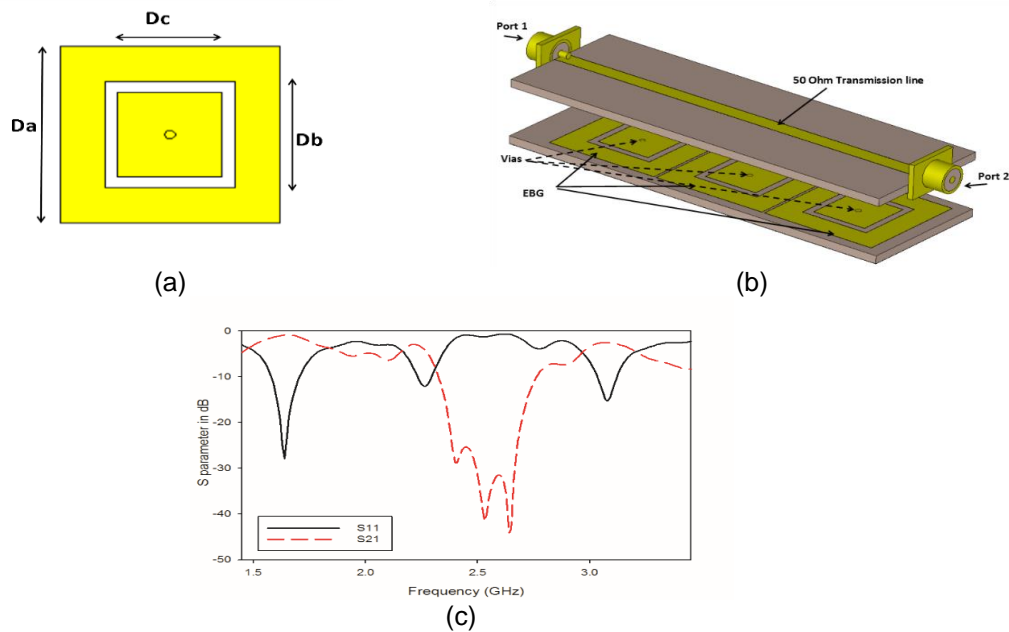 Dc
Da
Db
(a)
Port 1
50 Ohm Transmission line
Vias
EBG
Port 2
(b)
0
-10
-20
-30
-40
-50
S parameter in dB
S11
S21
1.5
2.0
2.5
3.0
Frequency (GHz)
(c)